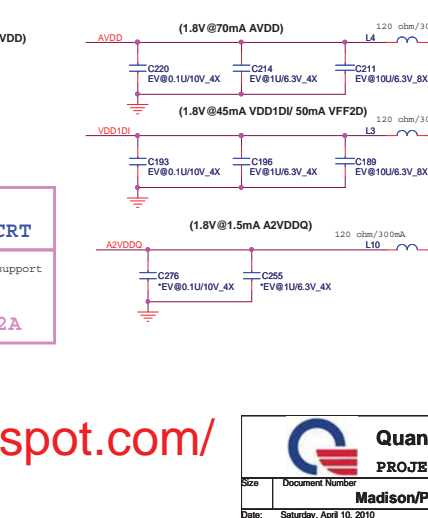 VDD)
(1.8V@70mA AVDD)
120 ohm/30
AVDD
L4
C220
EV@0.1U/10V_4X
C214
EV@1U/6.3V_4X
C211
EV@10U/6.3V_8X
(1.8V@45mA VDD1DI/ 50mA VFF2D)
120 ohm/30
VDD1DI
L3
C193
EV@0.1U/10V_4X
C196
EV@1U/6.3V_4X
C189
EV@10U/6.3V_8X
(1.8V@1.5mA A2VDDQ)
120 ohm/300mA
A2VDDQ
L10
C276
*EV@0.1U/10V_4X
C255
*EV@1U/6.3V_4X
CRT
support
2A
spot.com/
Quan
PROJE
Size
Document Number
Madison/P
Date:
Saturday, April 10, 2010